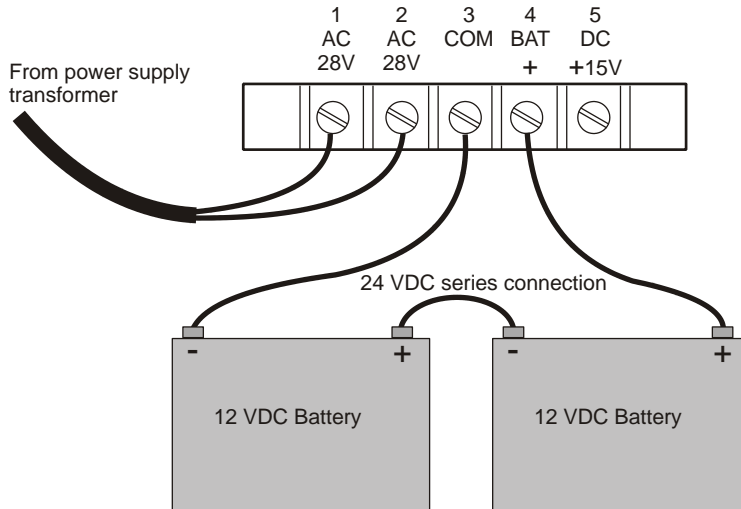 1 2 3 4 5
AC AC COM BAT DC
28V 28V + +15V
From power supply
transformer
24 VDC series connection
- + - +
12 VDC Battery 12 VDC Battery